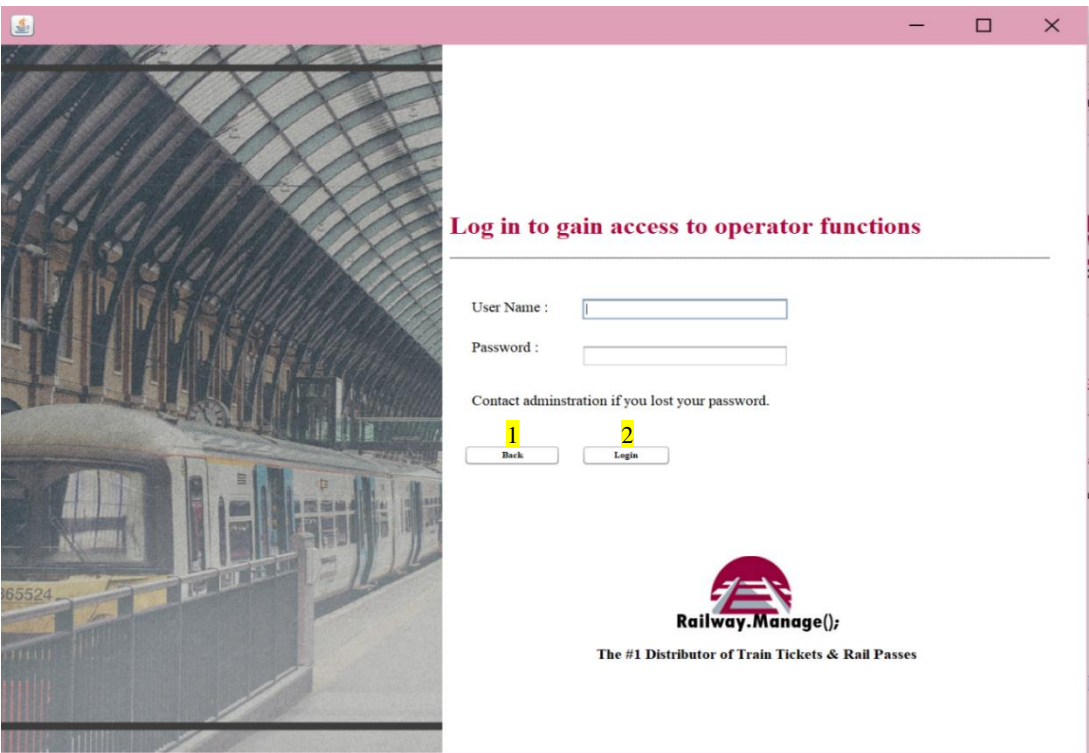 Log in to gain access to operator functions
User Name :
Password :
Contact adminstration if you lost your password.
1 2
Back Login
365524
Railway.Manage();
The #1 Distributor of Train Tickets & Rail Passes